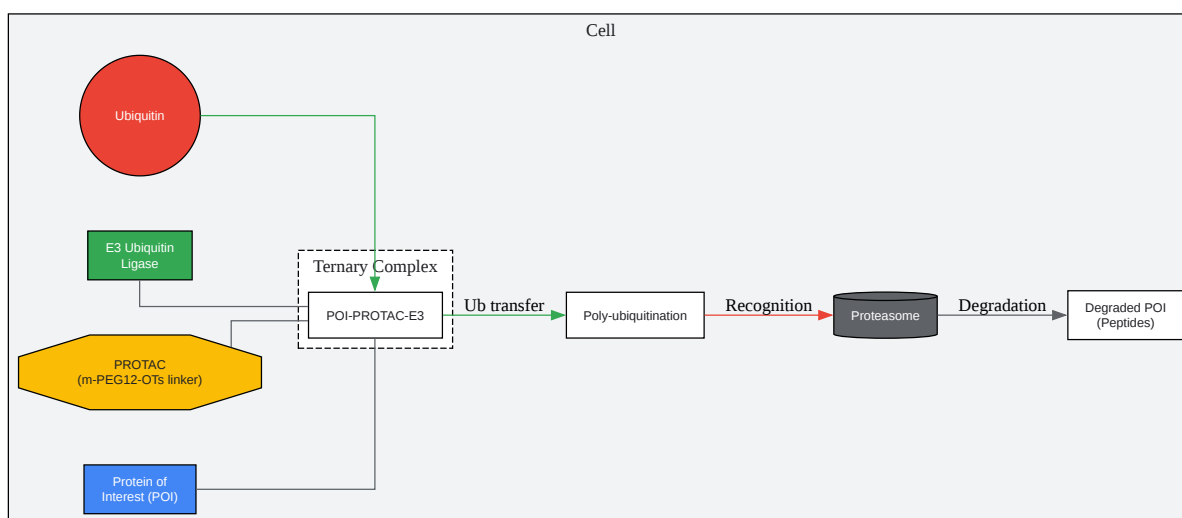 Cell
Ubiquitin
E3 Ubiquitin
Ligase
Ternary Complex
POI-PROTAC-E3
Ub transfer
Poly-ubiquitination
Recognition
Proteasome
Degradation
Degraded POI
(Peptides)
PROTAC
(m-PEG12-OTs linker)
Protein of
Interest (POI)